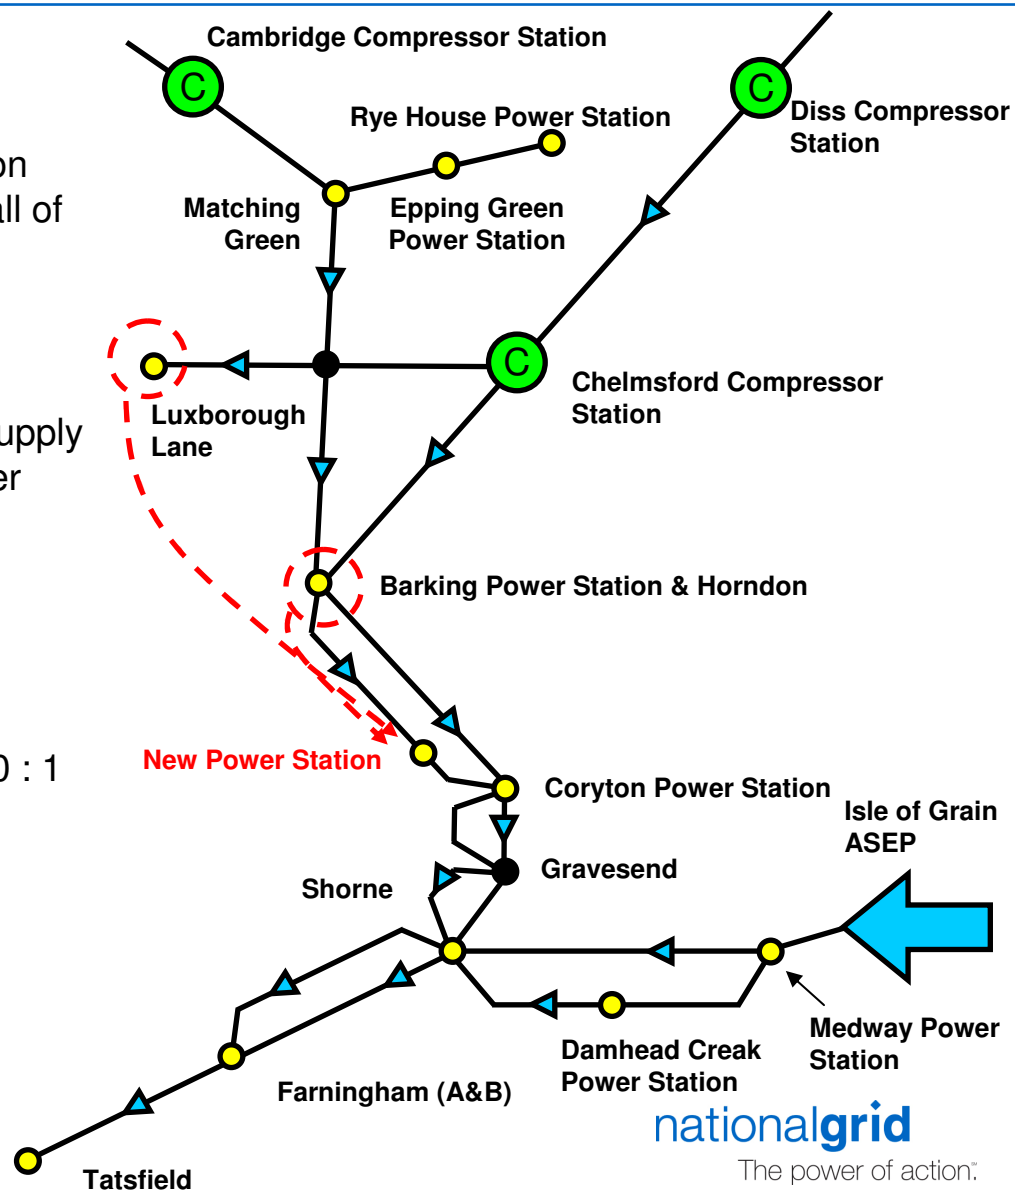 Cambridge Compressor Station
C
C
Rye House Power Station
Diss Compressor
Station
on
all of
Matching
Green
Epping Green
Power Station
C
Chelmsford Compressor
Station
Luxborough
Lane
upply
er
Barking Power Station & Horndon
New Power Station
0 : 1
Coryton Power Station
Isle of Grain
ASEP
Gravesend
Shorne
Medway Power
Station
Damhead Creak
Power Station
Farningham (A&B)
nationalgrid
The power of action.™
Tatsfield